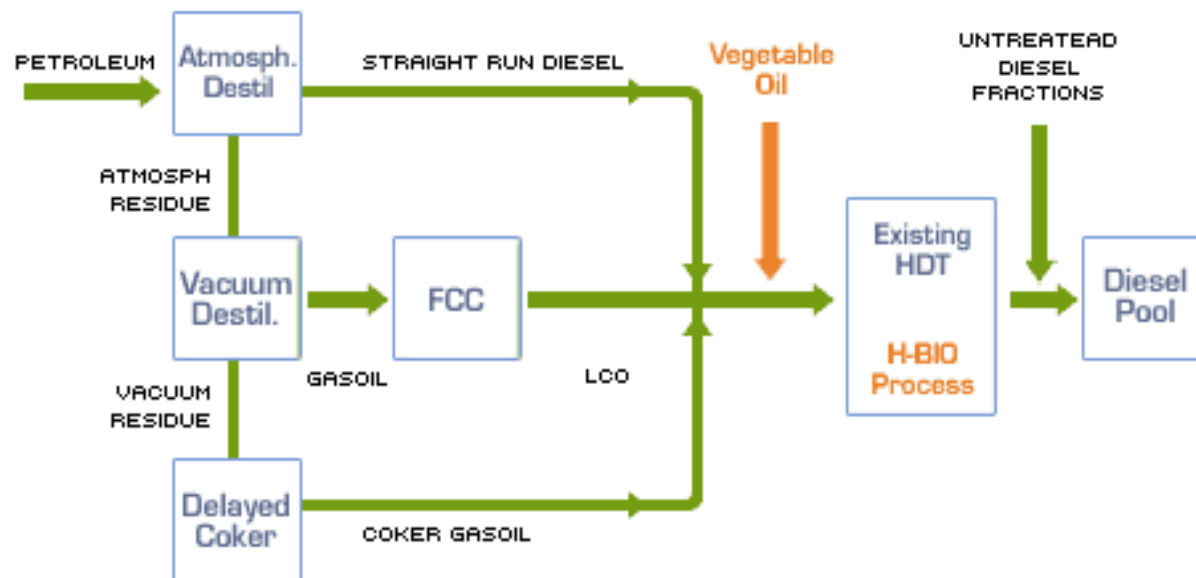 PETROLEUM
Atmosph.
Destil
STRAIGHT RUN DIESEL
Vegetable
Oil
UNTREATEAD
DIESEL
FRACTIONS
ATMOSPH
RESIDUE
Vacuum
Destil.
FCC
Existing
HDT
Diesel
Pool
GASOIL
LCO
H-BIO
Process
VACUUM
RESIDUE
Delayed
Coker
COKER GASOIL